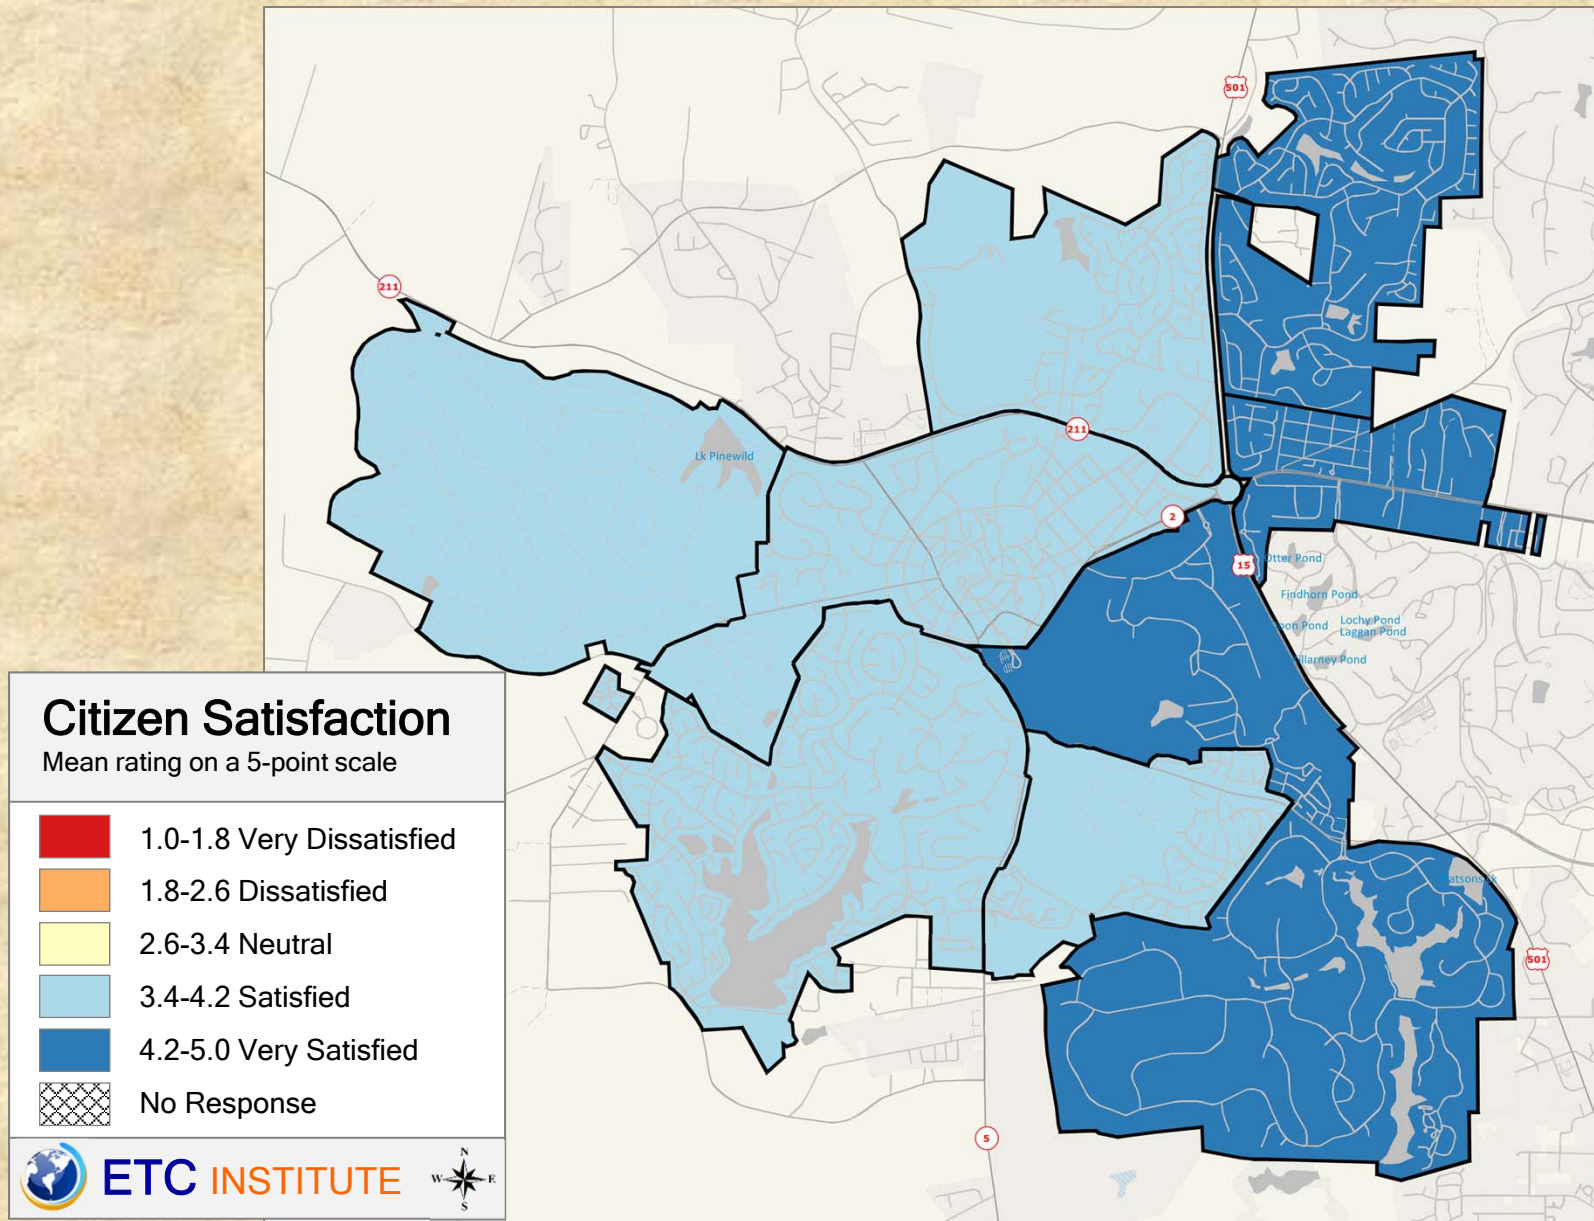 501
211
211
Lk Pinewild
2
15
Otter Pond
Findhorn Pond
Lochy Pond
Laggan Pond
Pond
Pond
501
5
Citizen Satisfaction
Mean rating on a 5-point scale
1.0-1.8 Very Dissatisfied
1.8-2.6 Dissatisfied
2.6-3.4 Neutral
3.4-4.2 Satisfied
4.2-5.0 Very Satisfied
No Response
ETC INSTITUTE
N
W E
S